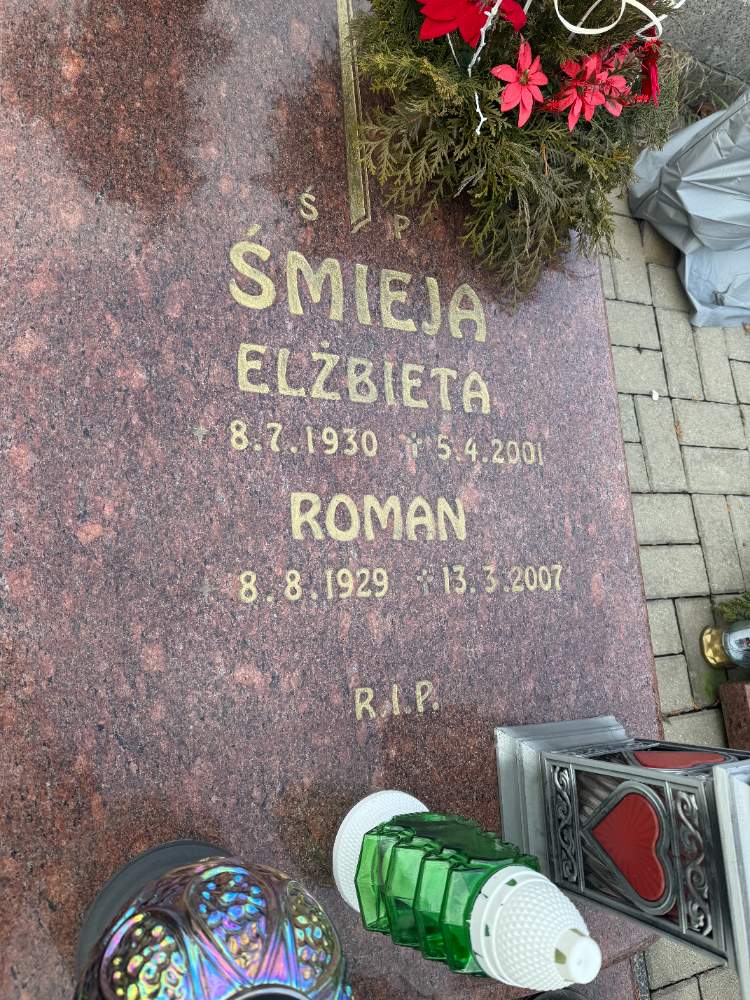 Ś P
ŚMIEJA
ELŻBIETA
8.7.1930 5.4.2001
ROMAN
8.8.1929 13.3.2007
R.I.P.